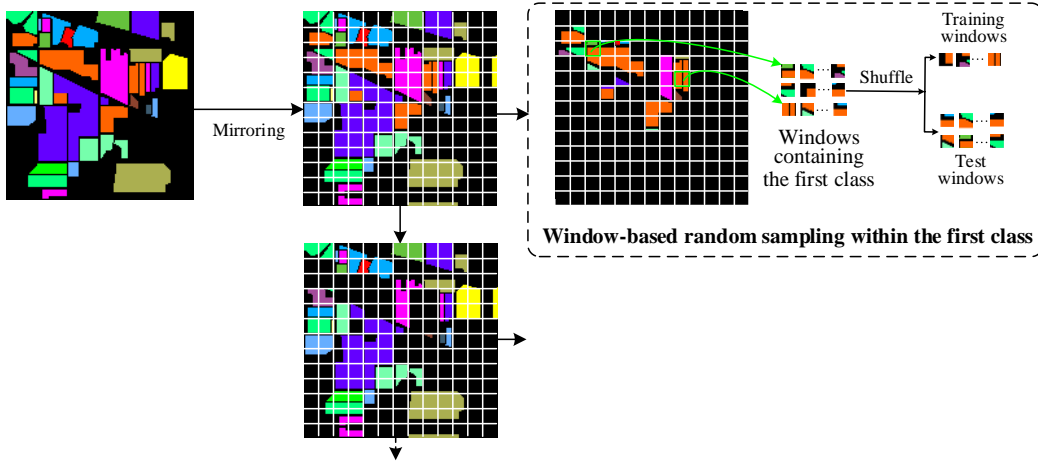 Mirroring
Training
windows
Shuffle
Windows
containing
the first class
Test
windows
Window-based random sampling within the first class